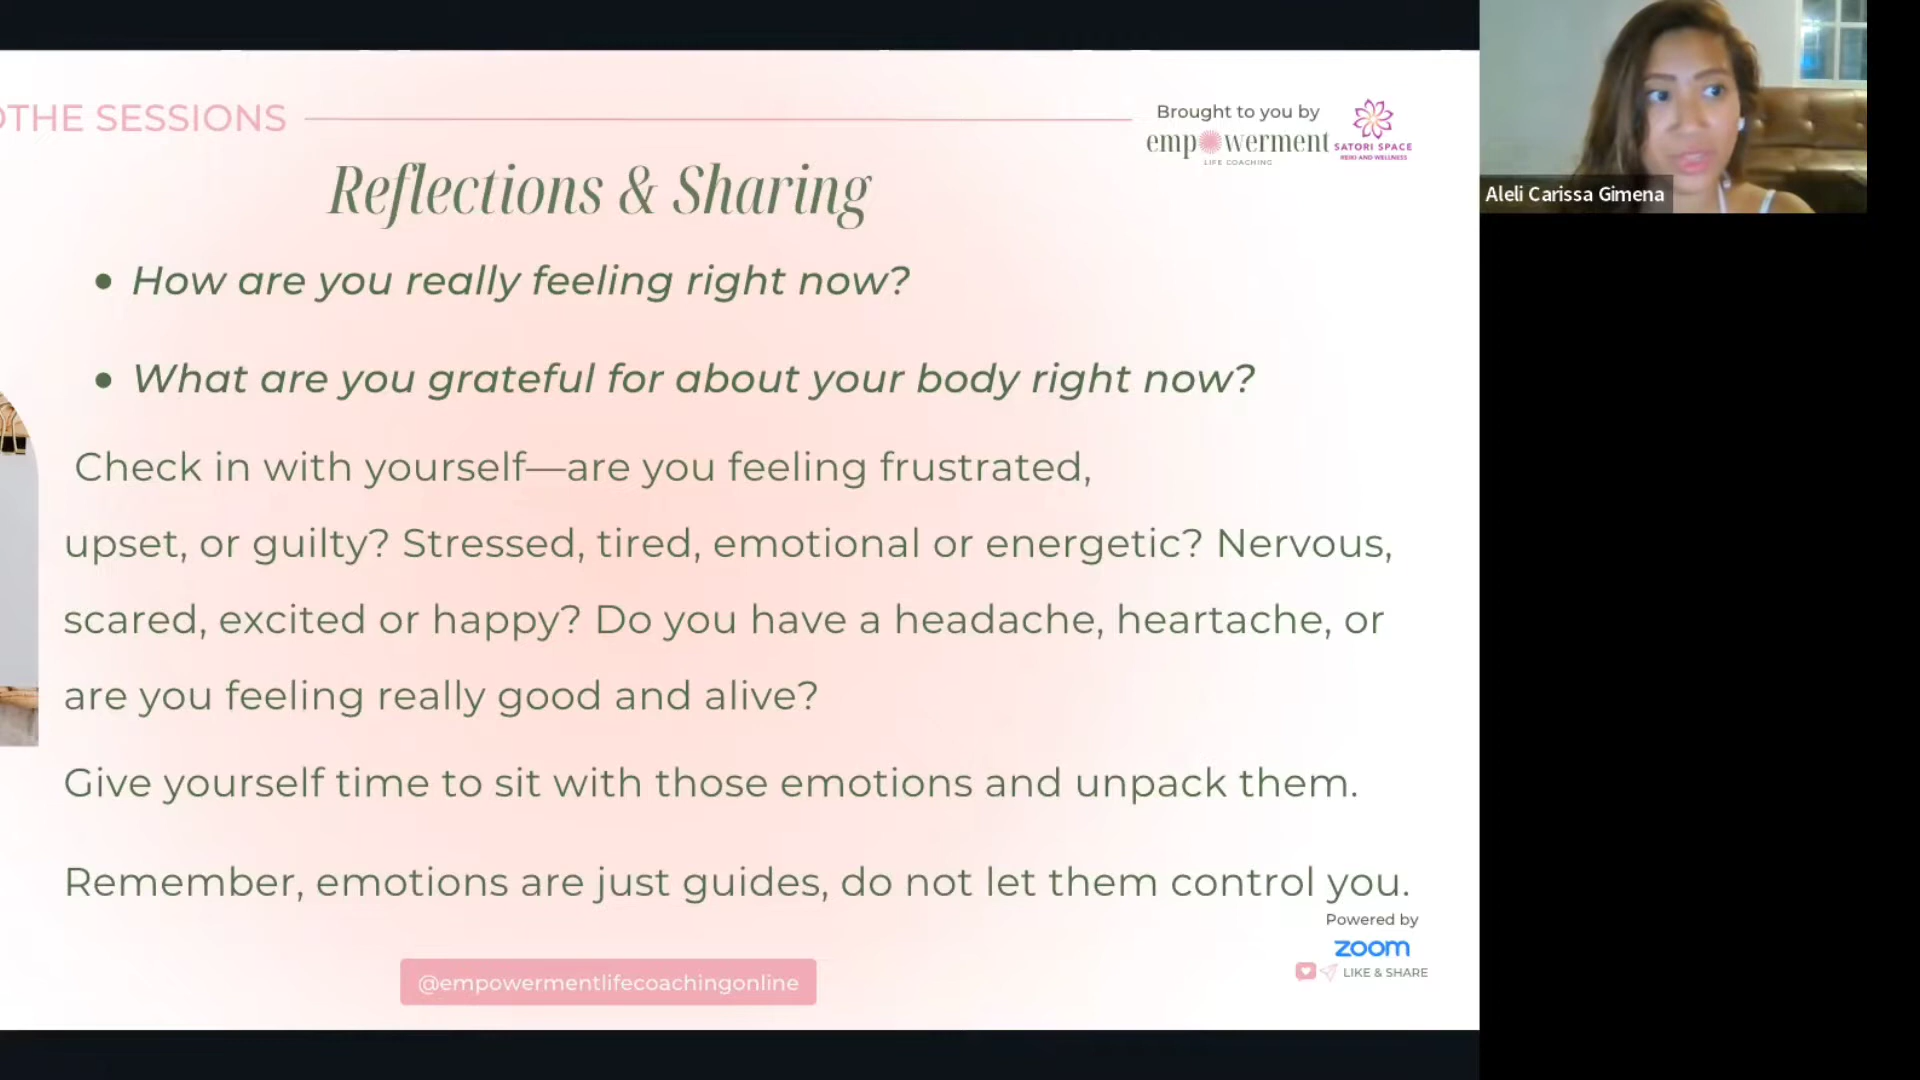 THE SESSIONS
Brought to you by
empowerment
LIFE COACHING
SATORI SPACE
REIKI AND WELLNESS
Aleli Carissa Gimena
Reflections & Sharing
• How are you really feeling right now?
• What are you grateful for about your body right now?
Check in with yourself—are you feeling frustrated,
upset, or guilty? Stressed, tired, emotional or energetic? Nervous,
scared, excited or happy? Do you have a headache, heartache, or
are you feeling really good and alive?
Give yourself time to sit with those emotions and unpack them.
Remember, emotions are just guides, do not let them control you.
Powered by
zoom
LIKE & SHARE
@empowermentlifecoachingonline